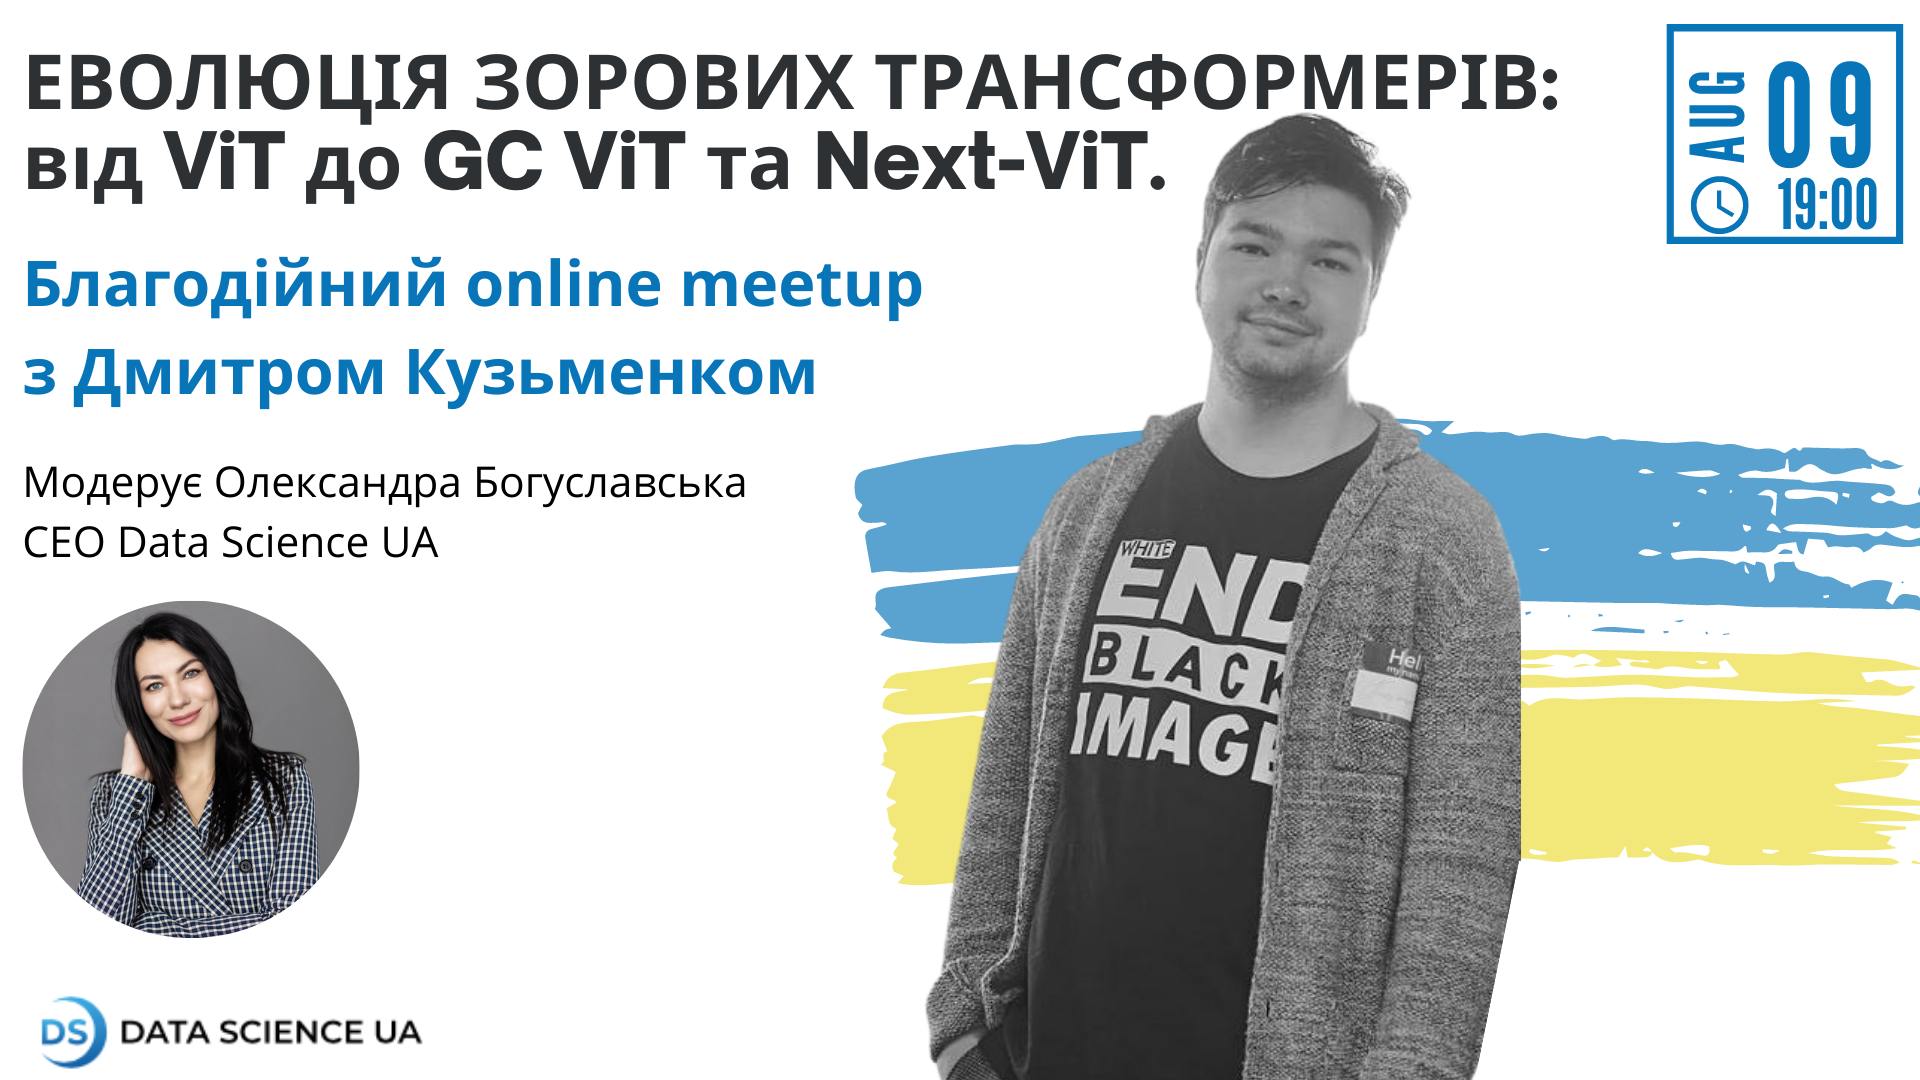 ЕВОЛЮЦІЯ ЗОРОВИХ ТРАНСФОРМЕРІВ:
від ViT до GC ViT та Next-ViT.
AUG 09
19:00
Благодійний online meetup
з Дмитром Кузьменком
Модерує Олександра Богуславська
CEO Data Science UA
WHITE
END
BLACK
IMAGE
Hel
DS DATA SCIENCE UA